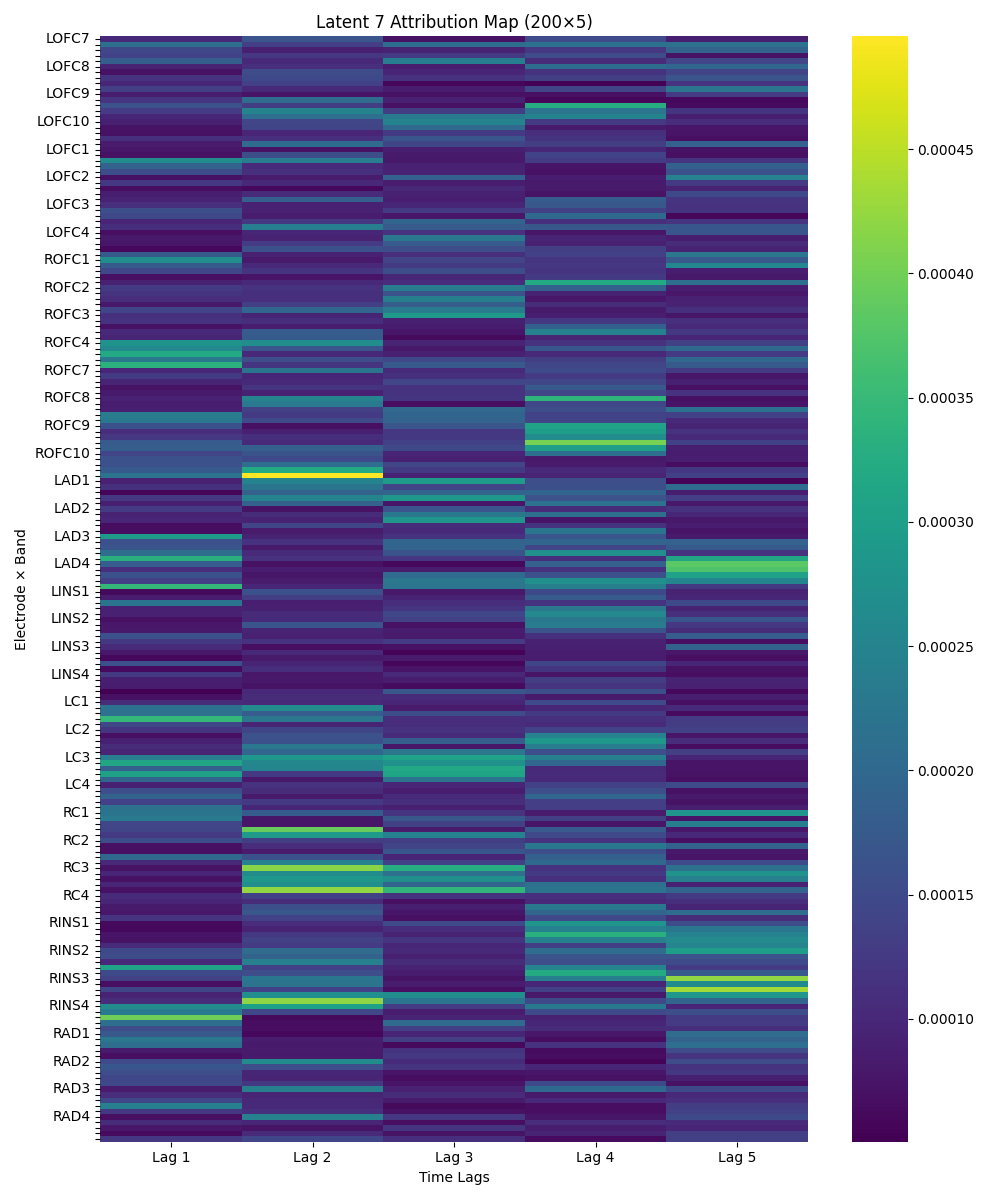 Latent 7 Attribution Map (200×5)
LOFC7
LOFC8
LOFC9
LOFC10
LOFC1
LOFC2
LOFC3
LOFC4
ROFC1
ROFC2
ROFC3
ROFC4
ROFC7
ROFC8
ROFC9
ROFC10
LAD1
LAD2
LAD3
LAD4
LINS1
LINS2
LINS3
LINS4
LC1
LC2
LC3
LC4
RC1
RC2
RC3
RC4
RINS1
RINS2
RINS3
RINS4
RAD1
RAD2
RAD3
RAD4
Electrode × Band
Lag 1 Lag 2 Lag 3 Lag 4 Lag 5
Time Lags
0.00045
0.00040
0.00035
0.00030
0.00025
0.00020
0.00015
0.00010